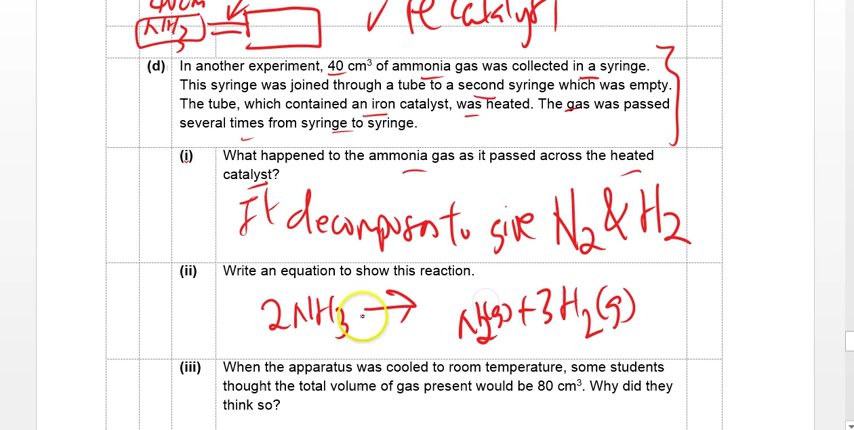 NH3
✓ Fe Catalyst
(d) In another experiment, 40 cm³ of ammonia gas was collected in a syringe.
This syringe was joined through a tube to a second syringe which was empty.
The tube, which contained an iron catalyst, was heated. The gas was passed
several times from syringe to syringe.
(i) What happened to the ammonia gas as it passed across the heated
catalyst?
It decomposes to give N2 & H2
(ii) Write an equation to show this reaction.
2NH3 → N2(g) + 3H2(g)
(iii) When the apparatus was cooled to room temperature, some students
thought the total volume of gas present would be 80 cm³. Why did they
think so?